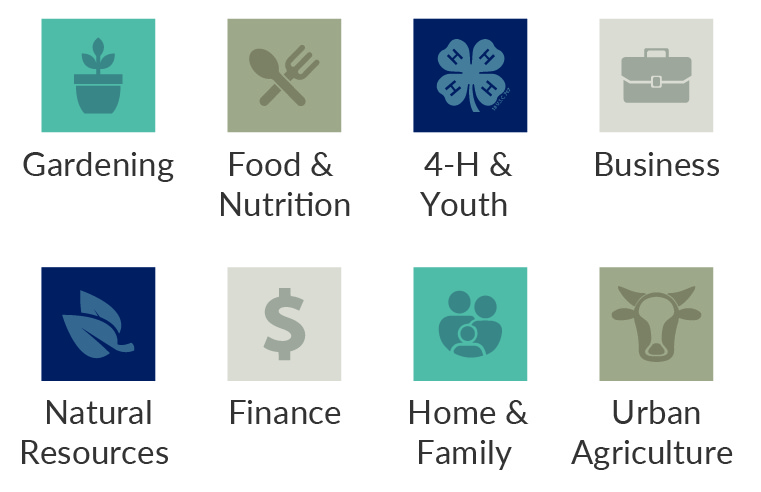 H H
H H
Gardening
Food &
Nutrition
4-H &
Youth
Business
$
Natural
Resources
Finance
Home &
Family
Urban
Agriculture